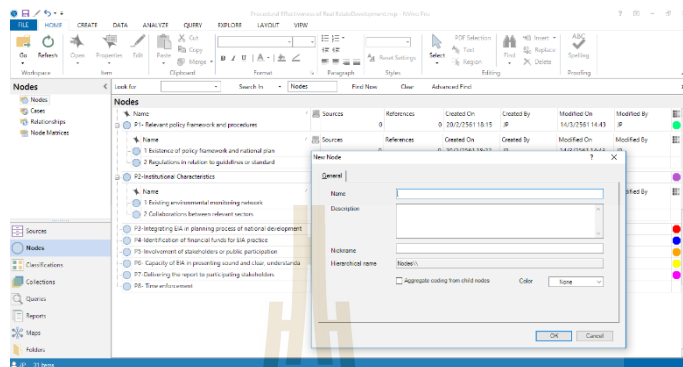 Procedural Effectiveness of Real EstateDevelopment.nvp - NVivo Pro
FILE HOME CREATE DATA ANALYZE QUERY EXPLORE LAYOUT VIEW
Go Refresh Open Properties Edit Paste Cut Copy Merge
B I U A
Reset Settings
Select PDF Selection Text Region
Find Insert Replace Delete
ABC Spelling
Workspace Item Clipboard Format Paragraph Styles Editing Proofing
Nodes
Look for Search In Nodes Find Now Clear Advanced Find
Nodes
Cases
Relationships
Node Matrices
Nodes
Name Sources References Created On Created By Modified On Modified By
P1- Relevant policy framework and procedures 0 0 20/2/2561 18:15 JP 14/3/2561 14:43 JP
Name Sources References Created On Created By Modified On Modified By
1 Existence of policy framework and national plan
2 Regulations in relation to guidelines or standard
P2-Institutional Characteristics
Name
1 Existing environmental monitoring network
2 Collaborations between relevant sectors
P3-Integrating EIA in planning process of national development
P4-Identification of financial funds for EIA practice
P5- Involvement of stakeholders or public participation
P6- Capacity of EIA in presenting sound and clear, understanda
P7-Delivering the report to participating stakeholders
P8- Time enforcement
New Node ? X
General
Name
Description
Nickname
Hierarchical name Nodes\\
Aggregate coding from child nodes Color None
OK Cancel
Sources
Nodes
Classifications
Collections
Queries
Reports
Maps
Folders
JP 31 Items